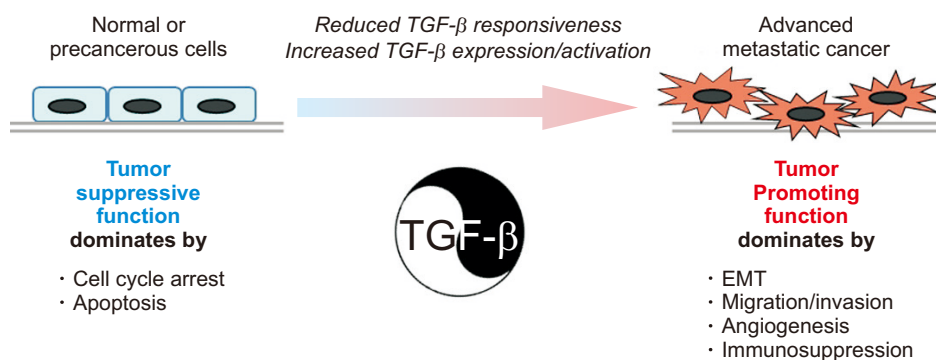 Normal or
precancerous cells
Reduced TGF-β responsiveness
Increased TGF-β expression/activation
Advanced
metastatic cancer
Tumor
suppressive
function
dominates by
・Cell cycle arrest
・Apoptosis
TGF-β
Tumor
Promoting
function
dominates by
・EMT
・Migration/invasion
・Angiogenesis
・Immunosuppression